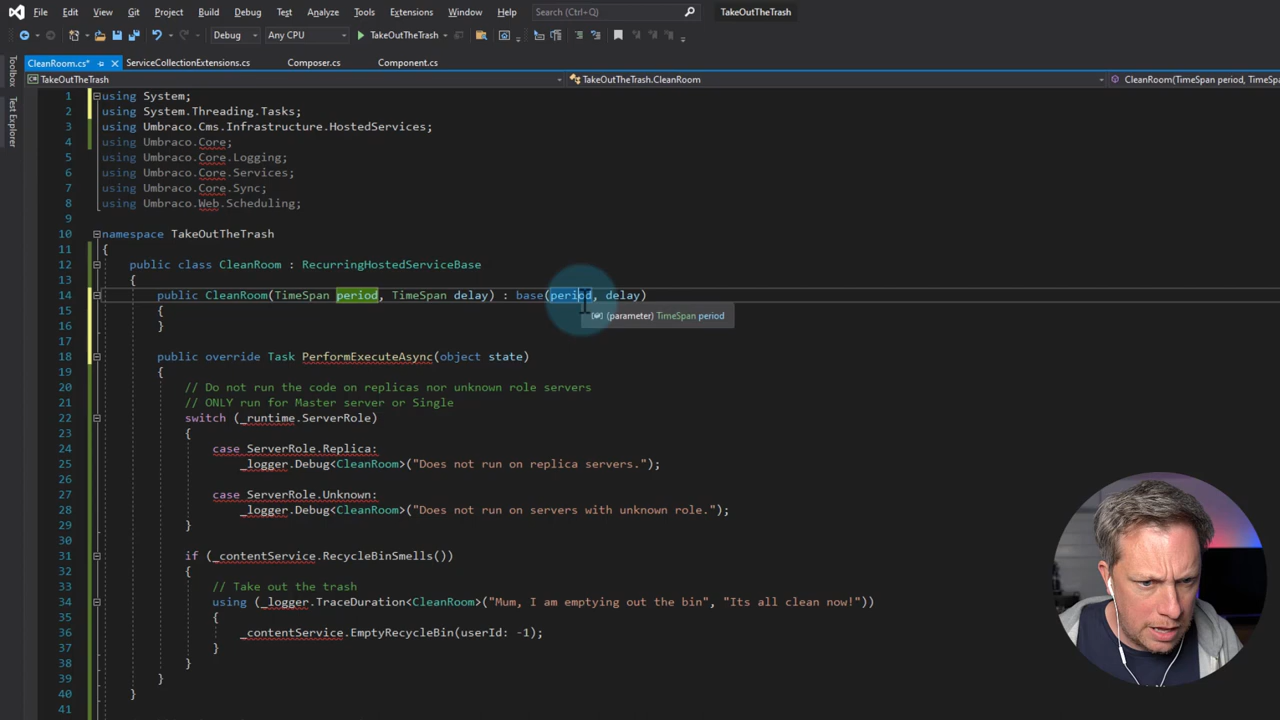 File Edit View Git Project Build Debug Test Analyze Tools Extensions Window Help Search (Ctrl+Q) TakeOutTheTrash
Debug Any CPU TakeOutTheTrash
CleanRoom.cs* ServiceCollectionExtensions.cs Composer.cs Component.cs
TakeOutTheTrash TakeOutTheTrash.CleanRoom CleanRoom(TimeSpan period, TimeSpa
Toolbox
Test Explorer
1 using System;
2 using System.Threading.Tasks;
3 using Umbraco.Cms.Infrastructure.HostedServices;
4 using Umbraco.Core;
5 using Umbraco.Core.Logging;
6 using Umbraco.Core.Services;
7 using Umbraco.Core.Sync;
8 using Umbraco.Web.Scheduling;
9
10 namespace TakeOutTheTrash
11 {
12 public class CleanRoom : RecurringHostedServiceBase
13 {
14 public CleanRoom(TimeSpan period, TimeSpan delay) : base(period, delay)
15 {
(parameter) TimeSpan period
16 }
17
18 public override Task PerformExecuteAsync(object state)
19 {
20 // Do not run the code on replicas nor unknown role servers
21 // ONLY run for Master server or Single
22 switch (_runtime.ServerRole)
23 {
24 case ServerRole.Replica:
25 _logger.Debug<CleanRoom>("Does not run on replica servers.");
26
27 case ServerRole.Unknown:
28 _logger.Debug<CleanRoom>("Does not run on servers with unknown role.");
29 }
30
31 if (_contentService.RecycleBinSmells())
32 {
33 // Take out the trash
34 using (_logger.TraceDuration<CleanRoom>("Mum, I am emptying out the bin", "Its all clean now!"))
35 {
36 _contentService.EmptyRecycleBin(userId: -1);
37 }
38 }
39 }
40 }
41